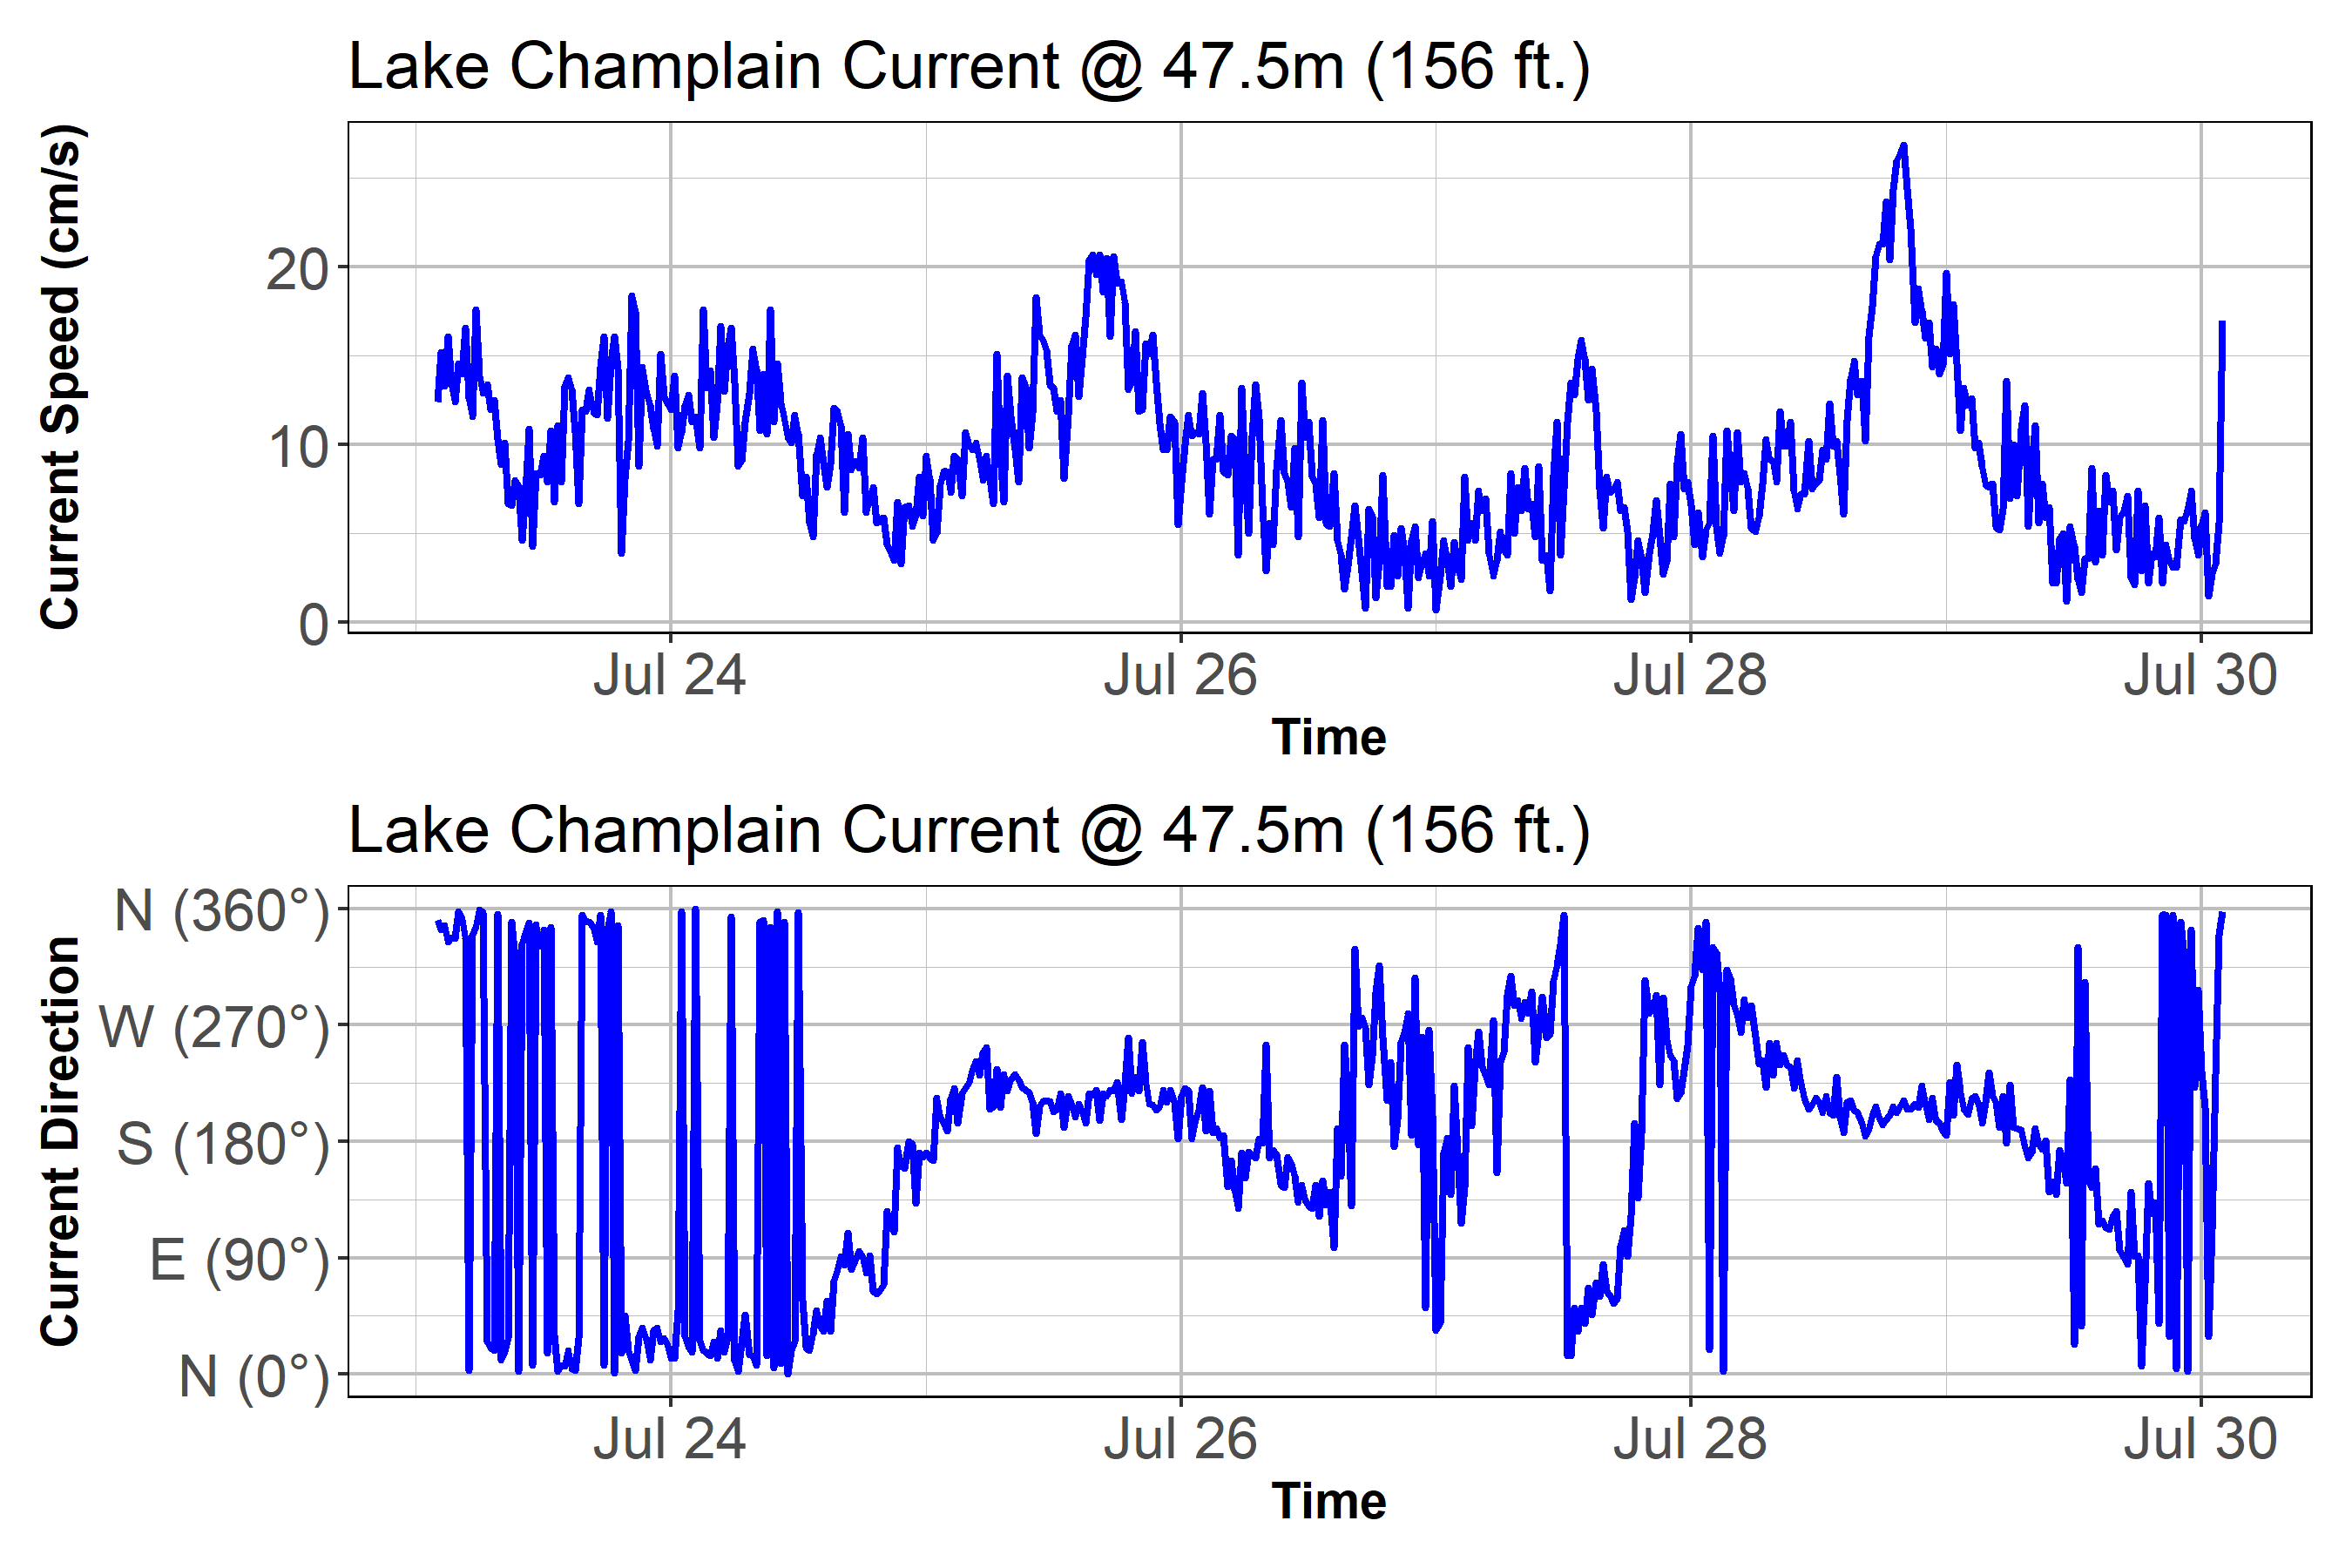 Lake Champlain Current @ 47.5m (156 ft.)
Current Speed (cm/s)
20
10
0
Jul 24 Jul 26 Jul 28 Jul 30
Time
Lake Champlain Current @ 47.5m (156 ft.)
Current Direction
N (360°)
W (270°)
S (180°)
E (90°)
N (0°)
Jul 24 Jul 26 Jul 28 Jul 30
Time